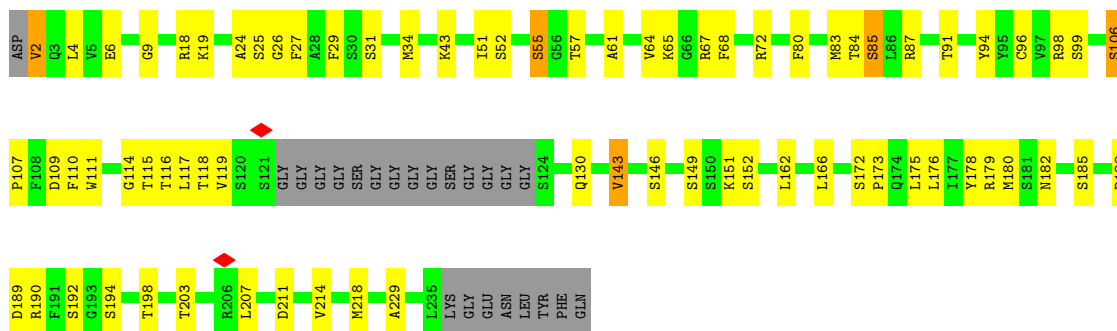 ASP V2 Q3 L4 V5 E6 G9 R18 K19 A24 S25 G26 F27 A28 F29 S30 S31 M34 K43 I51 S52 S55 G56 T57 A61 V64 K65 G66 R67 F68 R72 F80 M83 T84 S85 L86 R87 T91 Y94 Y95 C96 V97 R98 S99 S106
P107 F108 D109 F110 W111 G114 T115 T116 L117 T118 V119 S120 S121 GLY GLY GLY GLY SER GLY GLY GLY GLY SER GLY GLY GLY GLY S124 Q130 V143 S146 S149 S150 K151 S152 L162 L166 S172 P173 Q174 L175 L176 I177 Y178 R179 M180 S181 N182 S185
D189 R190 F191 S192 G193 S194 T198 T203 R206 L207 D211 V214 M218 A229 L235 LYS GLY GLU ASN LEU TYR PHE GLN